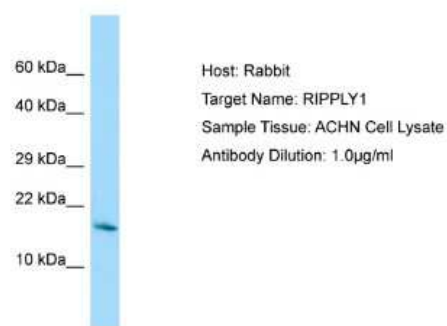 60 kDa
40 kDa
29 kDa
22 kDa
10 kDa
Host: Rabbit
Target Name: RIPPLY1
Sample Tissue: ACHN Cell Lysate
Antibody Dilution: 1.0µg/ml